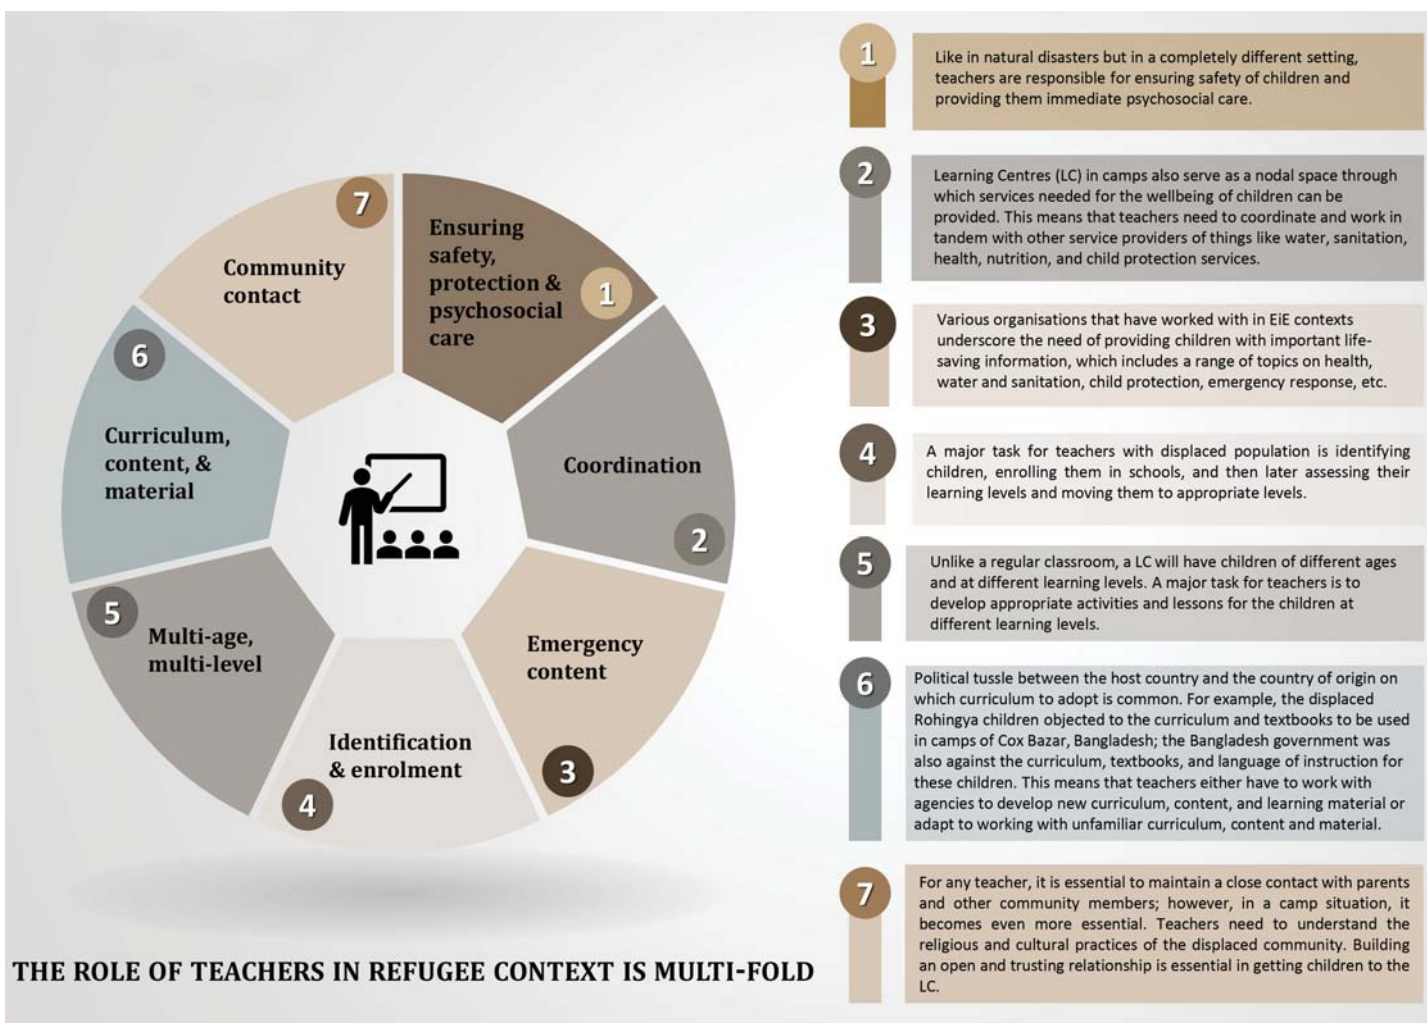 7
Community
contact
Ensuring
safety,
protection &
psychosocial
care
1
6
Curriculum,
content, &
material
Coordination
2
5
Multi-age,
multi-level
Emergency
content
3
Identification
& enrolment
4
THE ROLE OF TEACHERS IN REFUGEE CONTEXT IS MULTI-FOLD
1
Like in natural disasters but in a completely different setting,
teachers are responsible for ensuring safety of children and
providing them immediate psychosocial care.
2
Learning Centres (LC) in camps also serve as a nodal space through
which services needed for the wellbeing of children can be
provided. This means that teachers need to coordinate and work in
tandem with other service providers of things like water, sanitation,
health, nutrition, and child protection services.
3
Various organisations that have worked with in EiE contexts
underscore the need of providing children with important life-
saving information, which includes a range of topics on health,
water and sanitation, child protection, emergency response, etc.
4
A major task for teachers with displaced population is identifying
children, enrolling them in schools, and then later assessing their
learning levels and moving them to appropriate levels.
5
Unlike a regular classroom, a LC will have children of different ages
and at different learning levels. A major task for teachers is to
develop appropriate activities and lessons for the children at
different learning levels.
6
Political tussle between the host country and the country of origin on
which curriculum to adopt is common. For example, the displaced
Rohingya children objected to the curriculum and textbooks to be used
in camps of Cox Bazar, Bangladesh; the Bangladesh government was
also against the curriculum, textbooks, and language of instruction for
these children. This means that teachers either have to work with
agencies to develop new curriculum, content, and learning material or
adapt to working with unfamiliar curriculum, content and material.
7
For any teacher, it is essential to maintain a close contact with parents
and other community members; however, in a camp situation, it
becomes even more essential. Teachers need to understand the
religious and cultural practices of the displaced community. Building
an open and trusting relationship is essential in getting children to the
LC.